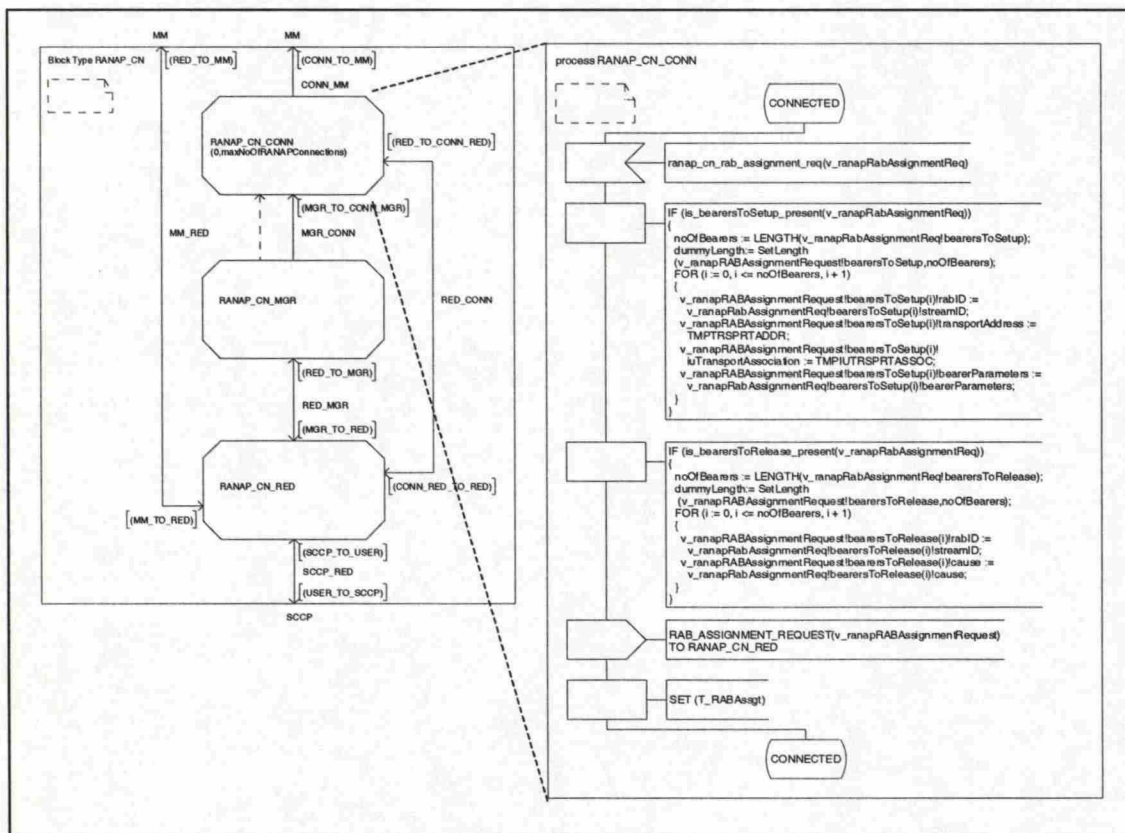 MM
MM
Block Type RANAP_CN
[(RED_TO_MM)]
[(CONN_TO_MM)]
CONN_MM
RANAP_CN_CONN
(0,maxNoOfRANAPConnections)
[(RED_TO_CONN_RED)]
[(MGR_TO_CONN_MGR)]
MM_RED
MGR_CONN
RANAP_CN_MGR
RED_CONN
[(RED_TO_MGR)]
RED_MGR
[(MGR_TO_RED)]
RANAP_CN_RED
[(CONN_RED_TO_RED)]
[(MM_TO_RED)]
[(SCCP_TO_USER)]
SCCP_RED
[(USER_TO_SCCP)]
SCCP
process RANAP_CN_CONN
CONNECTED
ranap_cn_rab_assignment_req(v_ranapRabAssignmentReq)
IF (is_bearersToSetup_present(v_ranapRabAssignmentReq))
{
noOfBearers := LENGTH(v_ranapRabAssignmentReq!bearersToSetup);
dummyLength:= SetLength
(v_ranapRABAssignmentRequest!bearersToSetup,noOfBearers);
FOR (i := 0, i <= noOfBearers, i + 1)
{
v_ranapRABAssignmentRequest!bearersToSetup(i)!rabID :=
v_ranapRabAssignmentReq!bearersToSetup(i)!streamID;
v_ranapRABAssignmentRequest!bearersToSetup(i)!transportAddress :=
TMPTRSPRTADDR;
v_ranapRABAssignmentRequest!bearersToSetup(i)!
iuTransportAssociation := TMPIUTRSPRTASSOC;
v_ranapRABAssignmentRequest!bearersToSetup(i)!bearerParameters :=
v_ranapRabAssignmentReq!bearersToSetup(i)!bearerParameters;
}
}
IF (is_bearersToRelease_present(v_ranapRabAssignmentReq))
{
noOfBearers := LENGTH(v_ranapRabAssignmentReq!bearersToRelease);
dummyLength:= SetLength
(v_ranapRABAssignmentRequest!bearersToRelease,noOfBearers);
FOR (i := 0, i <= noOfBearers, i + 1)
{
v_ranapRABAssignmentRequest!bearersToRelease(i)!rabID :=
v_ranapRabAssignmentReq!bearersToRelease(i)!streamID;
v_ranapRABAssignmentRequest!bearersToRelease(i)!cause :=
v_ranapRabAssignmentReq!bearersToRelease(i)!cause;
}
}
RAB_ASSIGNMENT_REQUEST(v_ranapRABAssignmentRequest)
TO RANAP_CN_RED
SET (T_RABAssgt)
CONNECTED